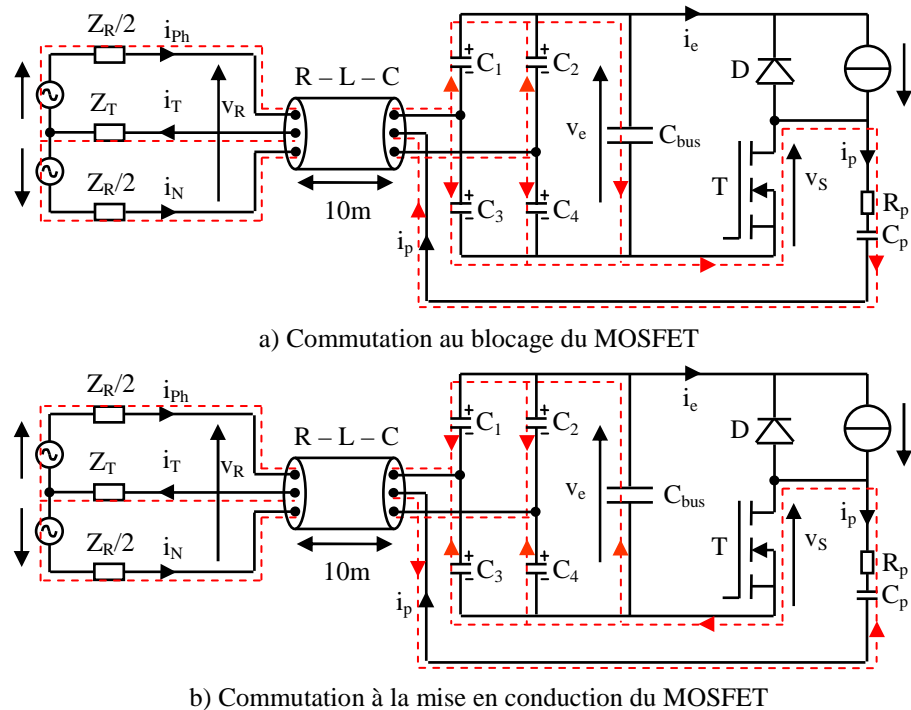 Z_R/2
i_Ph
Z_T
i_T
v_R
Z_R/2
i_N
R – L – C
10m
i_p
C_1
+
–
C_2
+
–
C_3
+
–
C_4
+
–
v_e
C_bus
i_e
D
T
v_S
i_p
R_p
C_p
a) Commutation au blocage du MOSFET
Z_R/2
i_Ph
Z_T
i_T
v_R
Z_R/2
i_N
R – L – C
10m
i_p
C_1
+
–
C_2
+
–
C_3
+
–
C_4
+
–
v_e
C_bus
i_e
D
T
v_S
i_p
R_p
C_p
b) Commutation à la mise en conduction du MOSFET